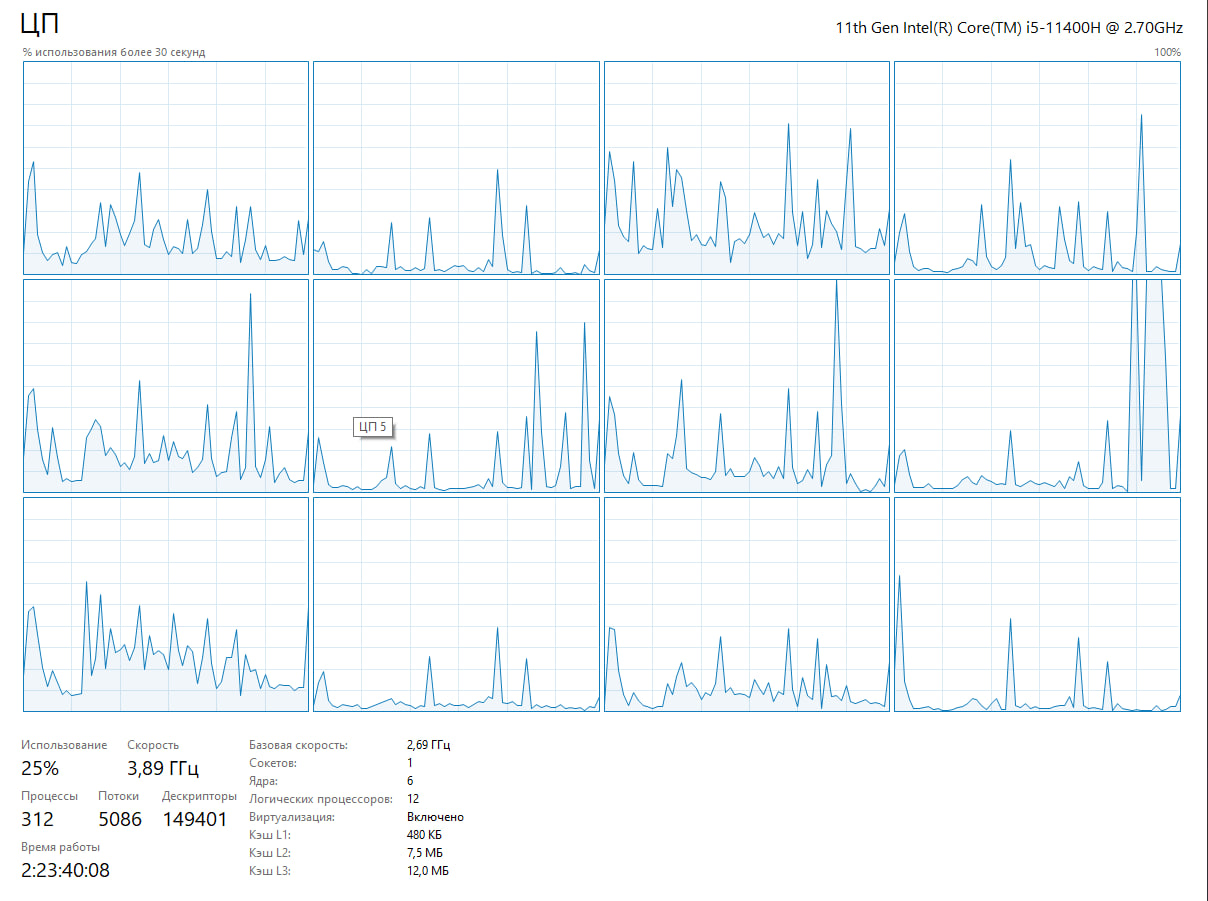 ЦП
11th Gen Intel(R) Core(TM) i5-11400H @ 2.70GHz
% использования более 30 секунд
100%
ЦП 5
Использование
Скорость
25%
3,89 ГГц
Процессы
Потоки
Дескрипторы
312
5086
149401
Время работы
2:23:40:08
Базовая скорость: 2,69 ГГц
Сокетов: 1
Ядра: 6
Логических процессоров: 12
Виртуализация: Включено
Кэш L1: 480 КБ
Кэш L2: 7,5 МБ
Кэш L3: 12,0 МБ